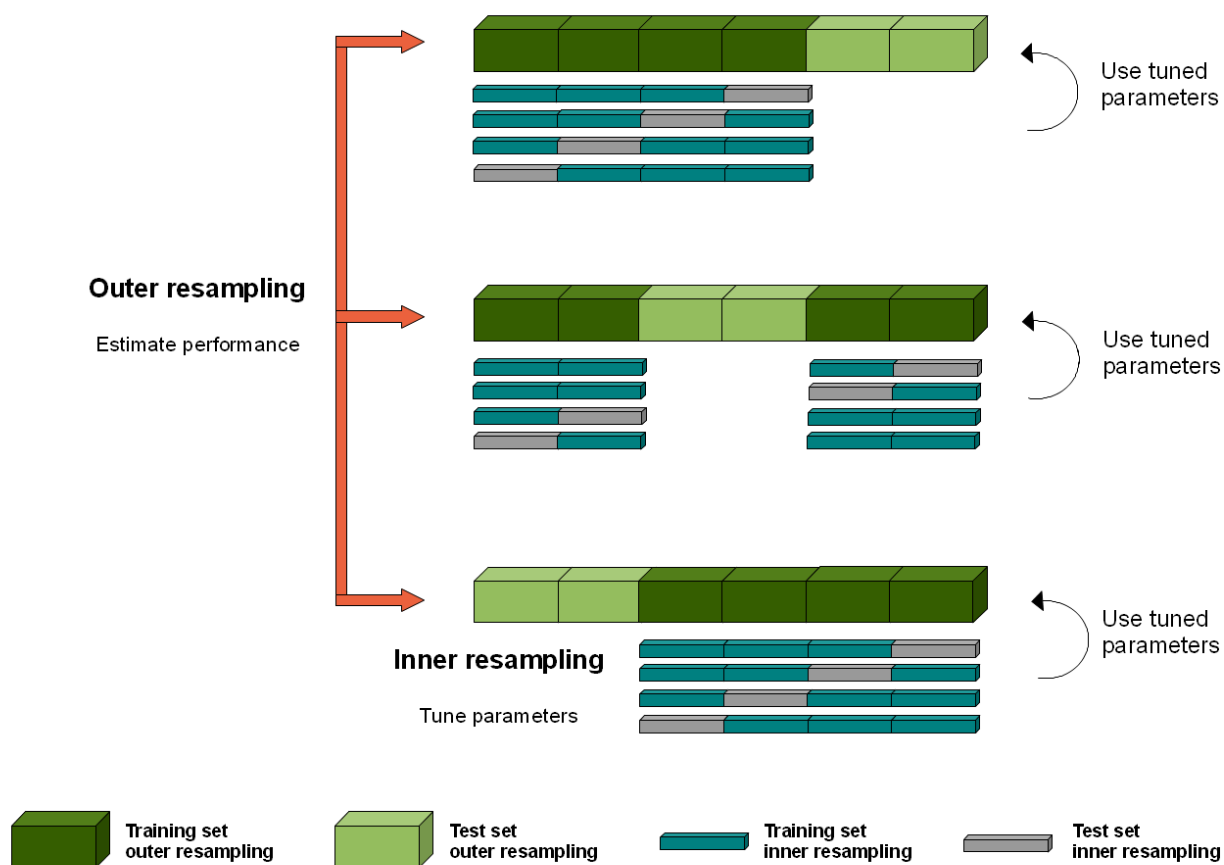 Use tuned
parameters
Outer resampling
Estimate performance
Use tuned
parameters
Use tuned
parameters
Inner resampling
Tune parameters
Training set
outer resampling
Test set
outer resampling
Training set
inner resampling
Test set
inner resampling